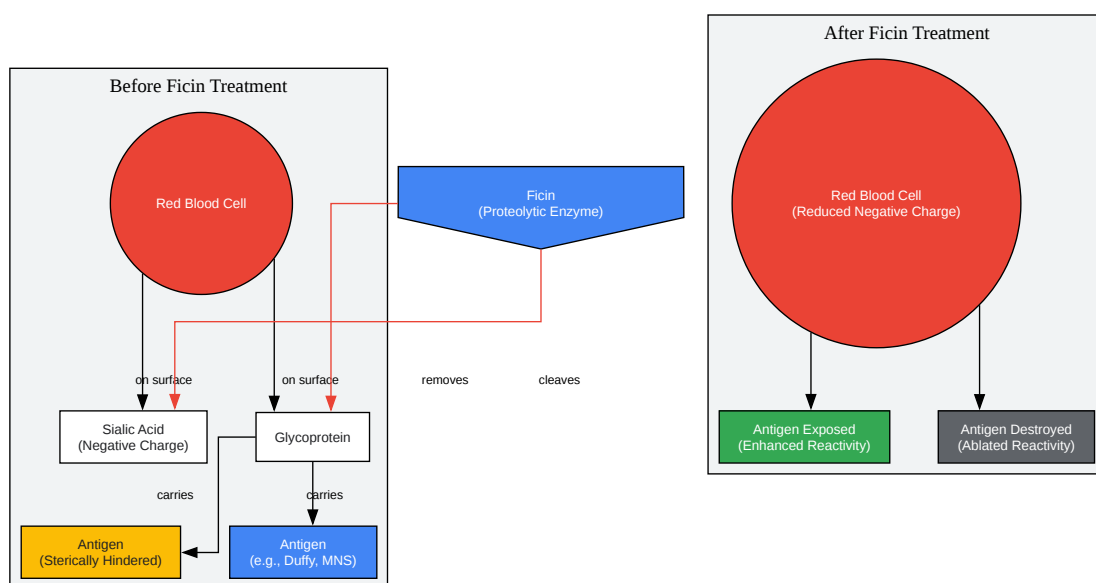 Before Ficin Treatment
Red Blood Cell
on surface
on surface
Sialic Acid
(Negative Charge)
Glycoprotein
carries
carries
Antigen
(Sterically Hindered)
Antigen
(e.g., Duffy, MNS)
Ficin
(Proteolytic Enzyme)
removes
cleaves
After Ficin Treatment
Red Blood Cell
(Reduced Negative Charge)
Antigen Exposed
(Enhanced Reactivity)
Antigen Destroyed
(Ablated Reactivity)